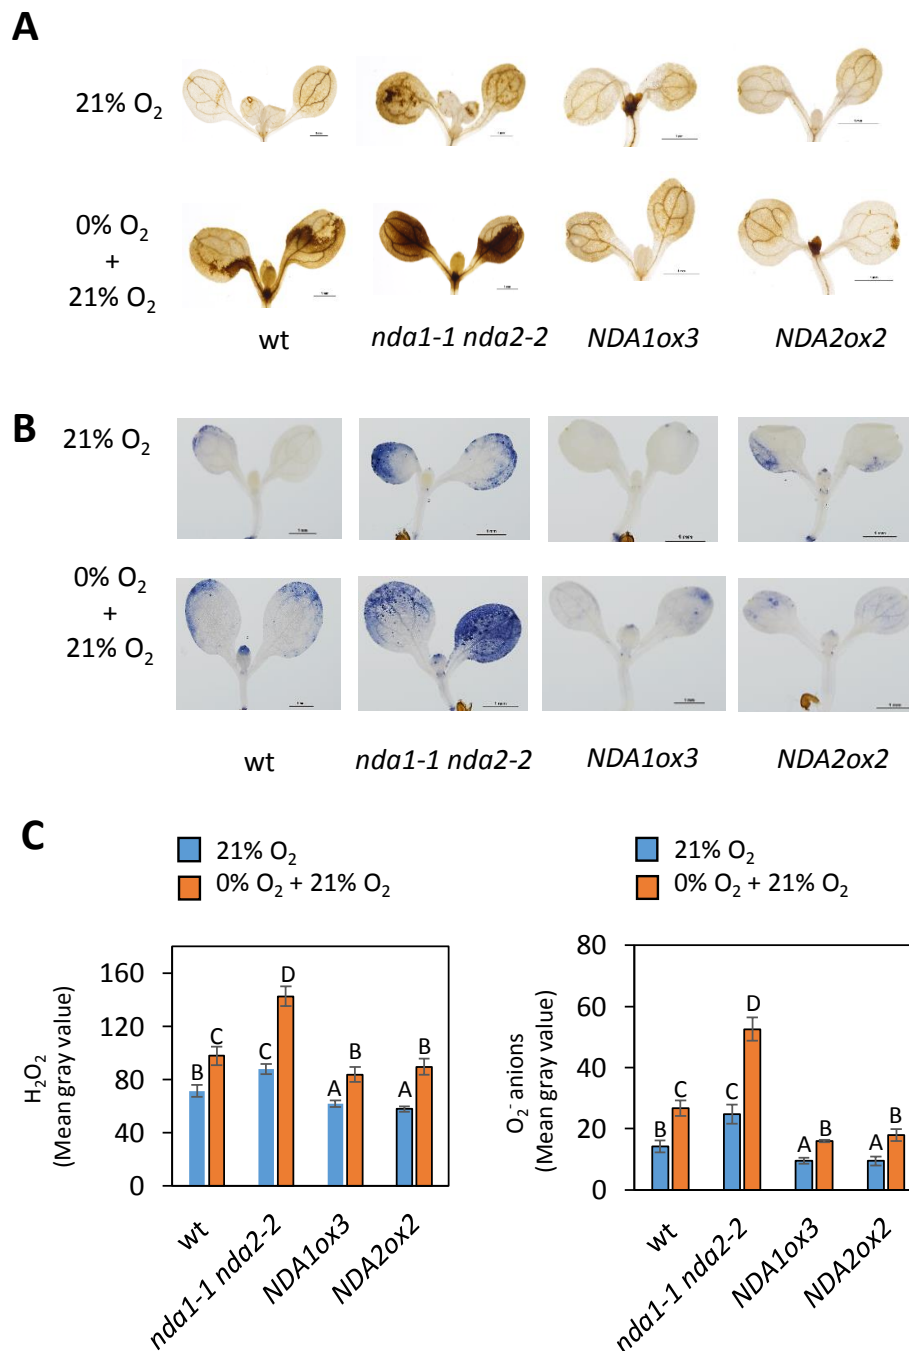 A
21% O₂
0% O₂
+
21% O₂
wt
nda1-1 nda2-2
NDA1ox3
NDA2ox2
B
21% O₂
0% O₂
+
21% O₂
wt
nda1-1 nda2-2
NDA1ox3
NDA2ox2
C
21% O₂
0% O₂ + 21% O₂
H₂O₂
(Mean gray value)
160
120
80
40
0
B
C
C
D
A
B
A
B
wt
nda1-1 nda2-2
NDA1ox3
NDA2ox2
21% O₂
0% O₂ + 21% O₂
O₂⁻ anions
(Mean gray value)
80
60
40
20
0
B
C
C
D
A
B
A
B
wt
nda1-1 nda2-2
NDA1ox3
NDA2ox2